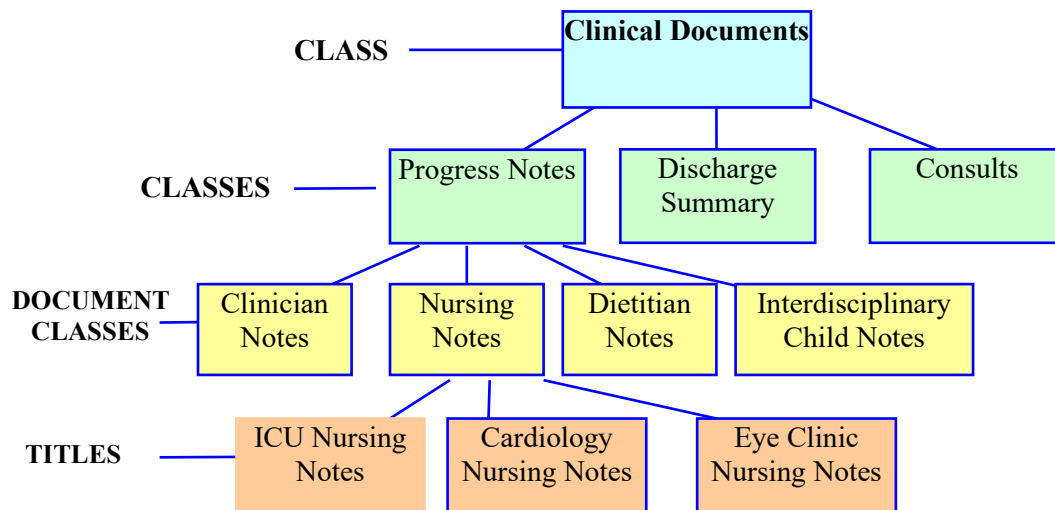 CLASS
Clinical Documents
CLASSES
Progress Notes
Discharge
Summary
Consults
DOCUMENT
CLASSES
Clinician
Notes
Nursing
Notes
Dietitian
Notes
Interdisciplinary
Child Notes
TITLES
ICU Nursing
Notes
Cardiology
Nursing Notes
Eye Clinic
Nursing Notes